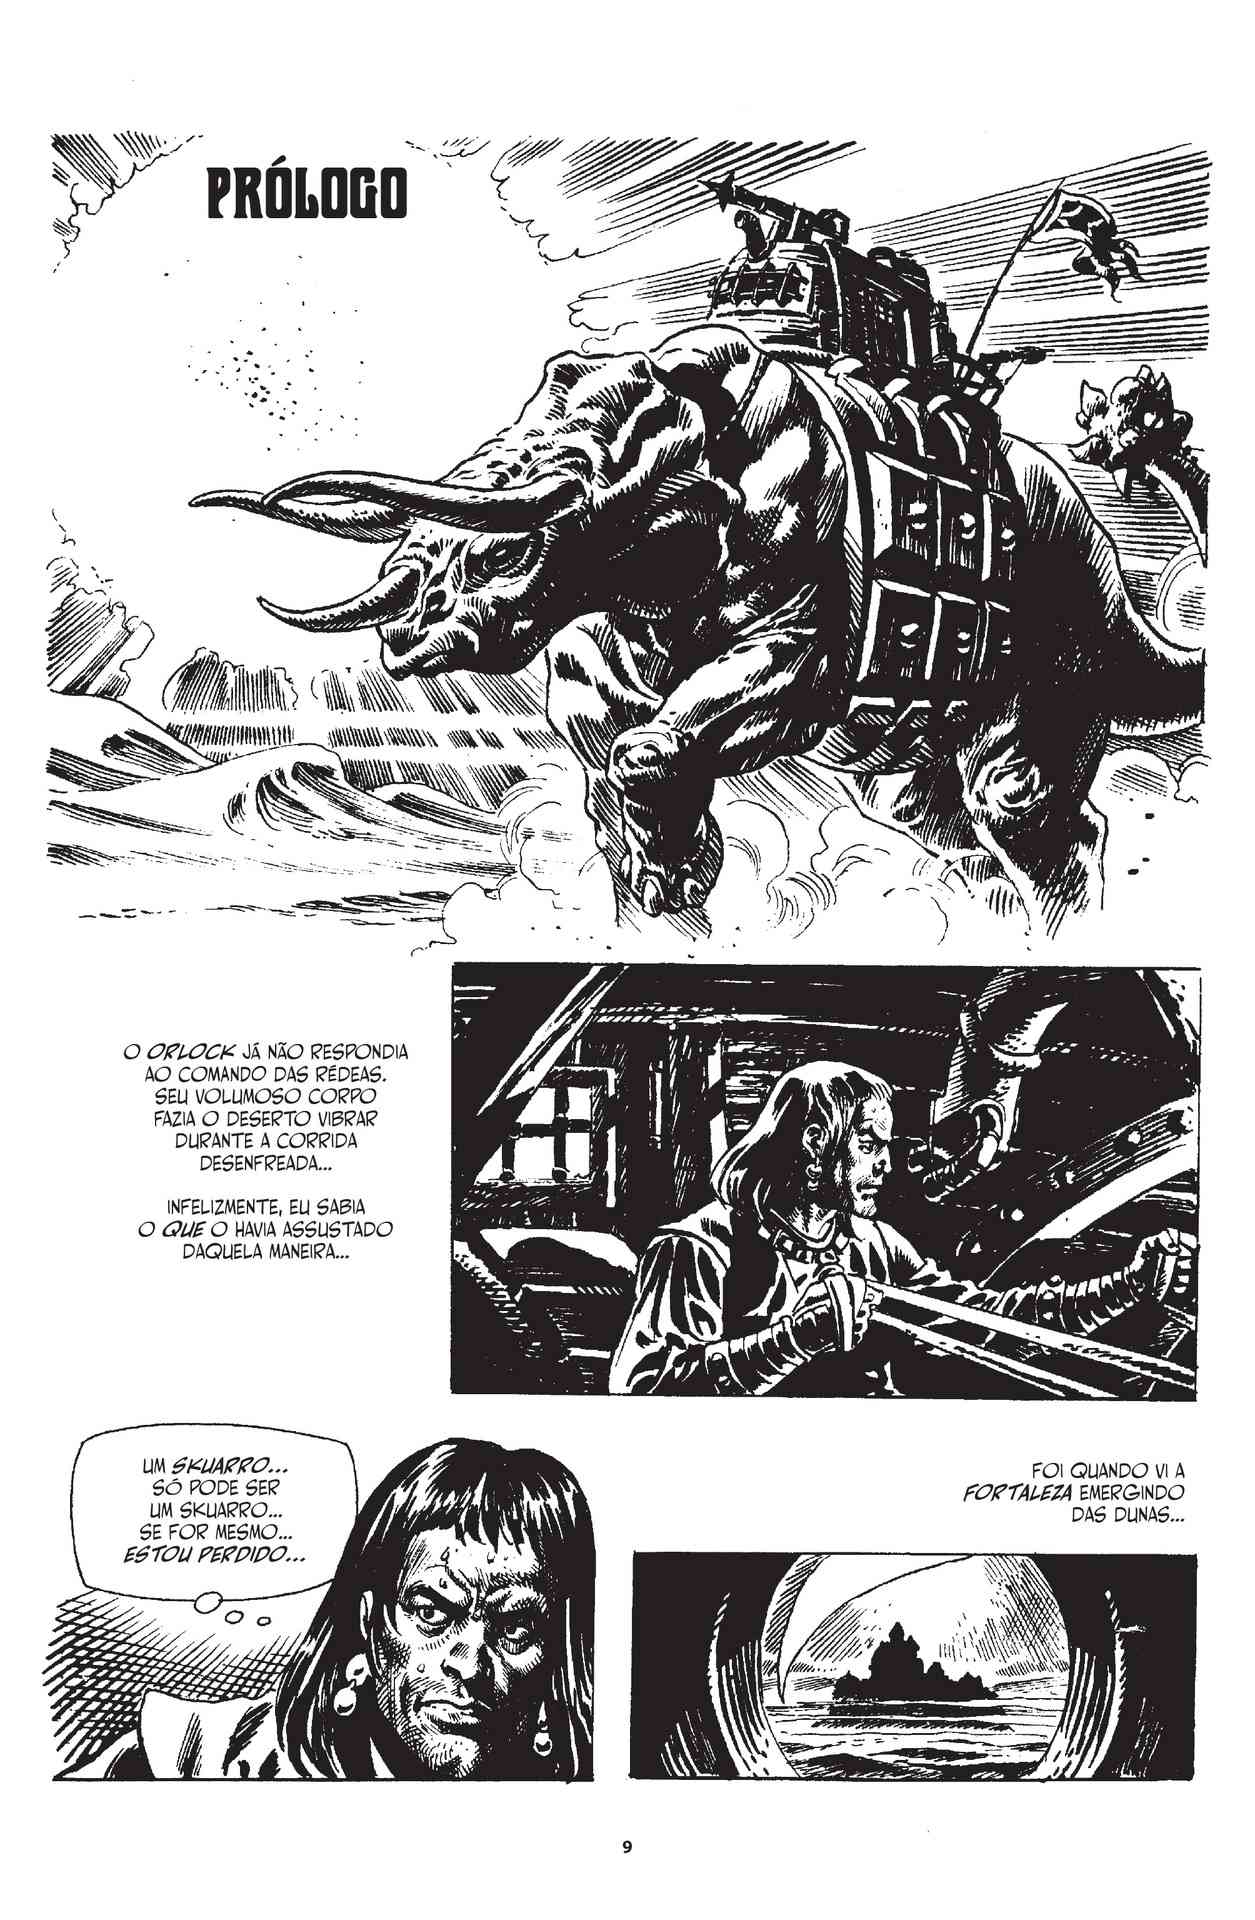 PRÓLOGO
O ORLOCK JÁ NÃO RESPONDIA
AO COMANDO DAS RÉDEAS.
SEU VOLUMOSO CORPO
FAZIA O DESERTO VIBRAR
DURANTE A CORRIDA
DESENFREADA...
INFELIZMENTE, EU SABIA
O QUE O HAVIA ASSUSTADO
DAQUELA MANEIRA...
UM SKUARRO...
SÓ PODE SER
UM SKUARRO...
SE FOR MESMO...
ESTOU PERDIDO...
FOI QUANDO VI A
FORTALEZA EMERGINDO
DAS DUNAS...
9